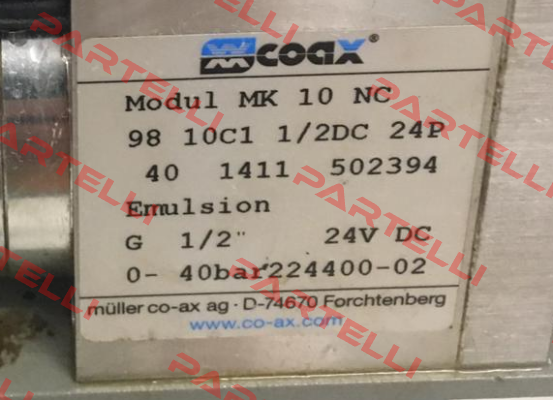 coax®
Modul MK 10 NC
98 10C1 1/2DC 24P
40 1411 502394
Emulsion
G 1/2" 24V DC
0- 40bar224400-02
müller co-ax ag · D-74670 Forchtenberg
www.co-ax.com
PARTELLI
PARTELLI
PARTELLI
PARTELLI
PARTELLI